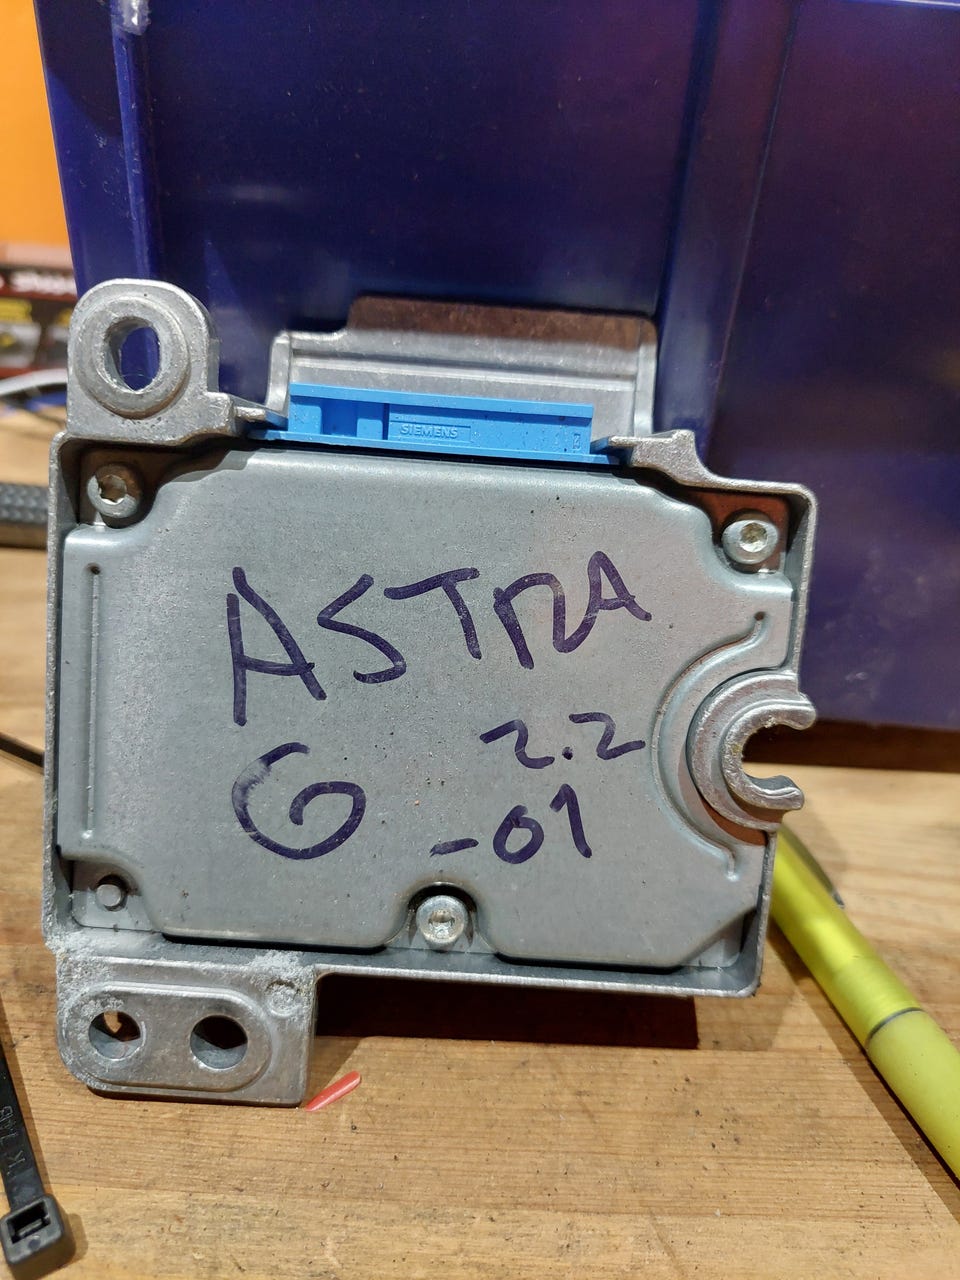 SIEMENS
ASTRA
G 2.2
-01